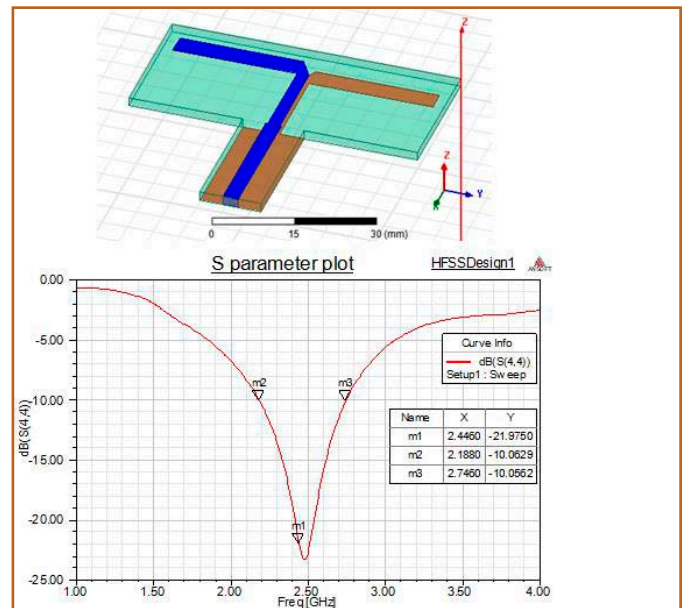 Z
Z
Y
X
0 15 30 (mm)
S parameter plot HFSSDesign1
ANSOFT
0.00
-5.00
-10.00
-15.00
-20.00
-25.00
dB(S(4,4))
m2
m3
m1
Curve Info
dB(S(4,4))
Setup1 : Sweep
Name X Y
m1 2.4460 -21.9750
m2 2.1880 -10.0629
m3 2.7460 -10.0562
1.00 1.50 2.00 2.50 3.00 3.50 4.00
Freq [GHz]